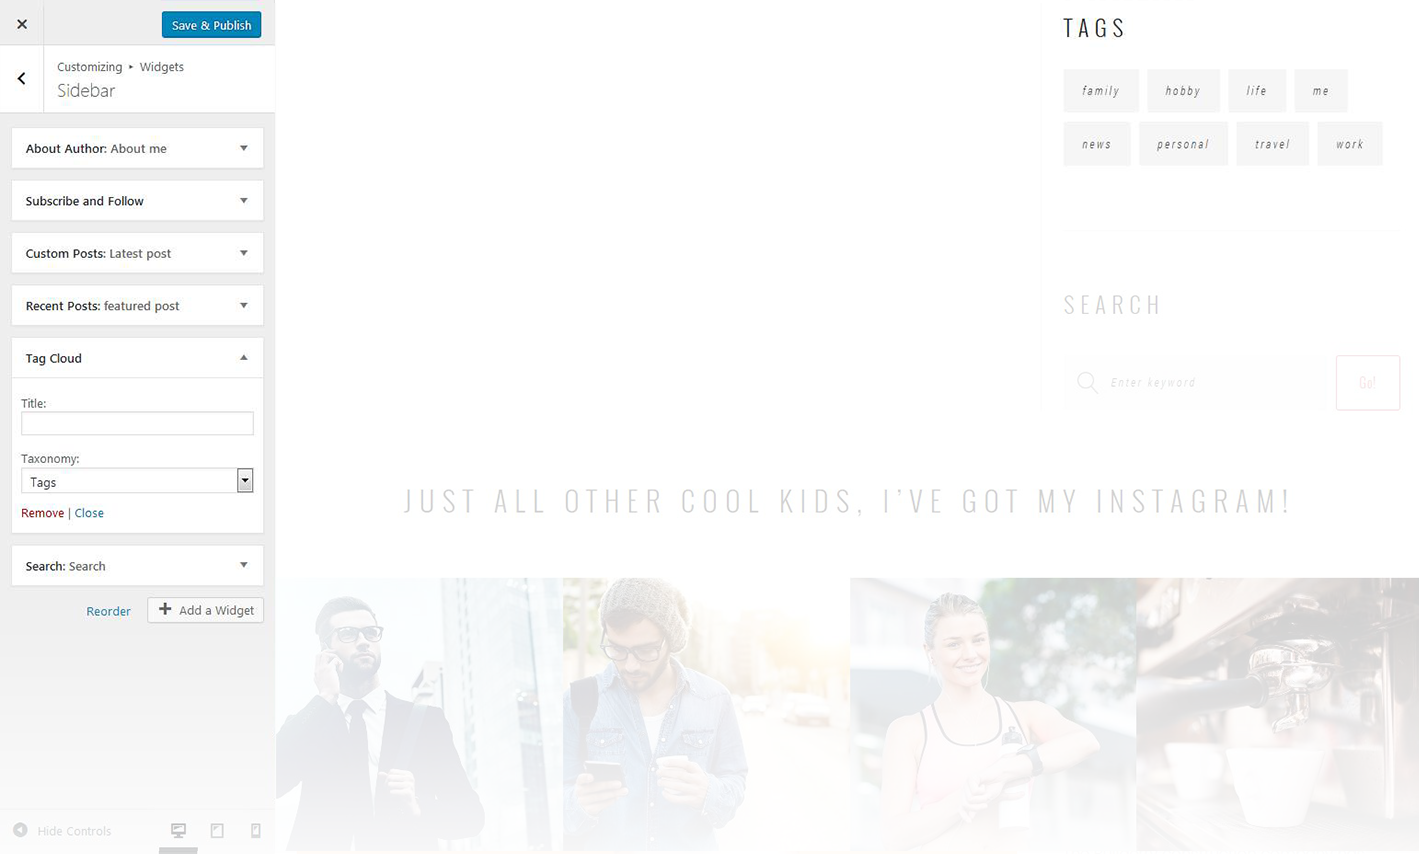 Save & Publish
Customizing ▸ Widgets
Sidebar
About Author: About me
Subscribe and Follow
Custom Posts: Latest post
Recent Posts: featured post
Tag Cloud
Title:
Taxonomy:
Tags
Remove | Close
Search: Search
Reorder
Add a Widget
Hide Controls
TAGS
family hobby life me
news personal travel work
SEARCH
Enter keyword Go!
JUST ALL OTHER COOL KIDS, I'VE GOT MY INSTAGRAM!